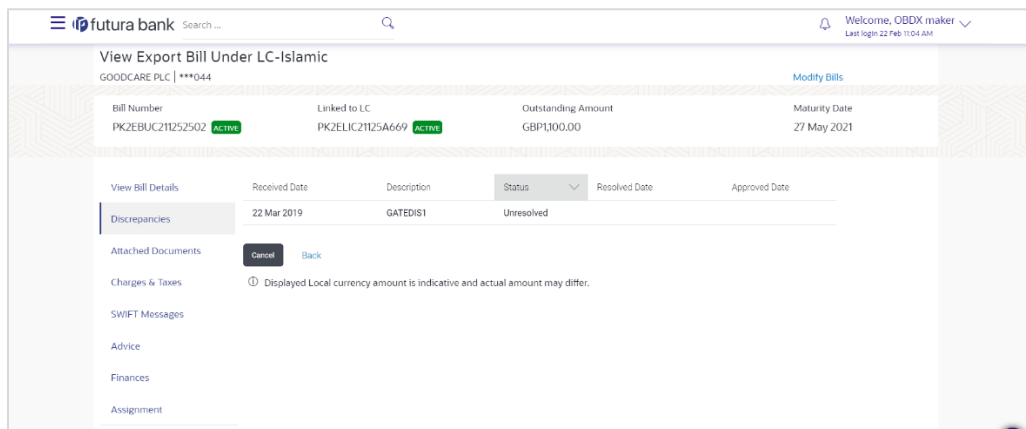 futura bank Search ... Welcome, OBDX maker
Last login 22 Feb 11:04 AM
View Export Bill Under LC-Islamic
GOODCARE PLC | ***044 Modify Bills
Bill Number Linked to LC Outstanding Amount Maturity Date
PK2EBUC211252502 ACTIVE PK2ELIC21125A669 ACTIVE GBP1,100.00 27 May 2021
View Bill Details Received Date Description Status Resolved Date Approved Date
Discrepancies 22 Mar 2019 GATEDIS1 Unresolved
Attached Documents Cancel Back
Charges & Taxes Displayed Local currency amount is indicative and actual amount may differ.
SWIFT Messages
Advice
Finances
Assignment